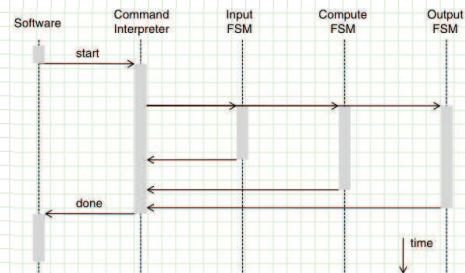 Software
Command
Interpreter
Input
FSM
Compute
FSM
Output
FSM
start
done
time